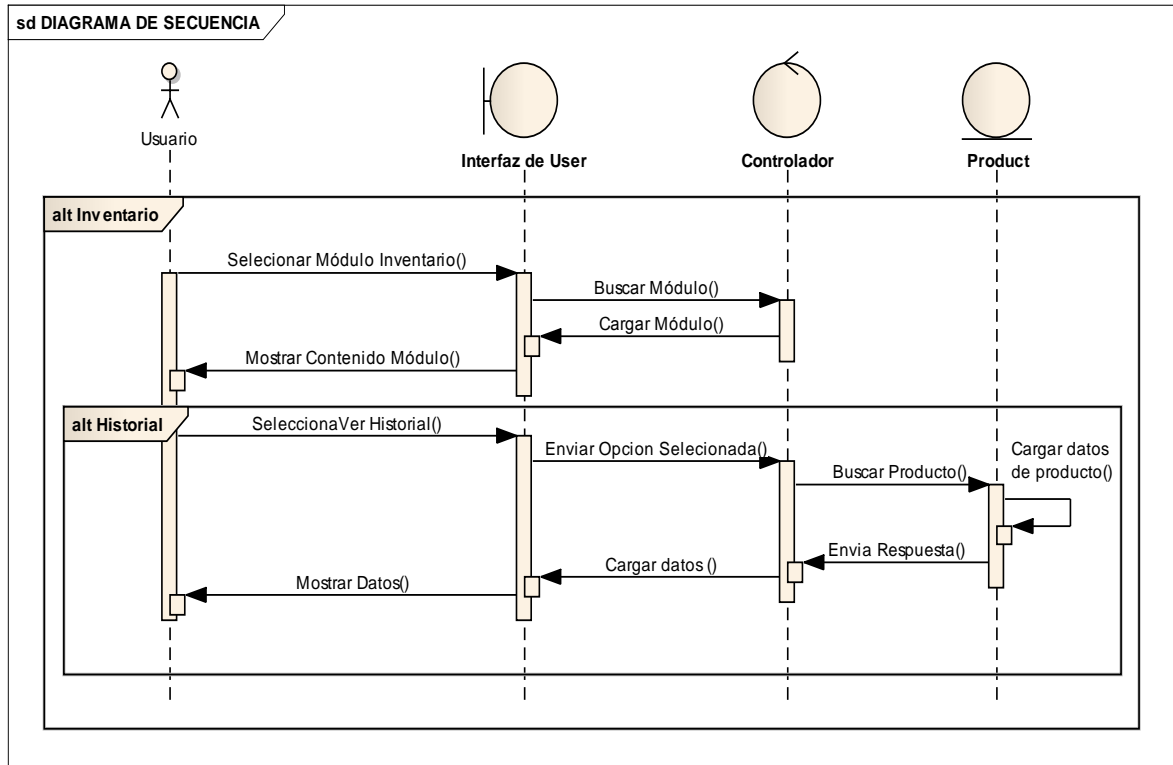 sd DIAGRAMA DE SECUENCIA
Usuario
Interfaz de User
Controlador
Product
alt Inventario
Selecionar Módulo Inventario()
Buscar Módulo()
Cargar Módulo()
Mostrar Contenido Módulo()
alt Historial
SeleccionaVer Historial()
Enviar Opcion Selecionada()
Buscar Producto()
Cargar datos
de producto()
Envia Respuesta()
Cargar datos ()
Mostrar Datos()